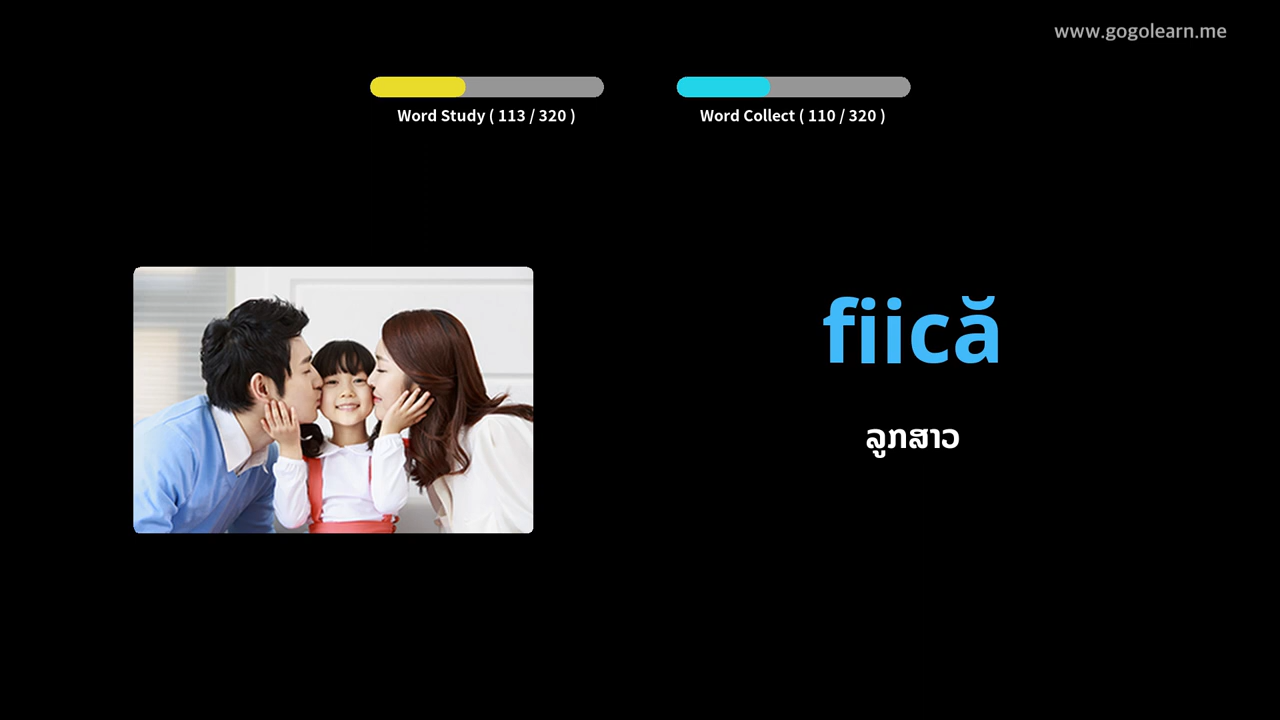 www.gogolearn.me
Word Study ( 113 / 320 )
Word Collect ( 110 / 320 )
fiică
ລູກສາວ